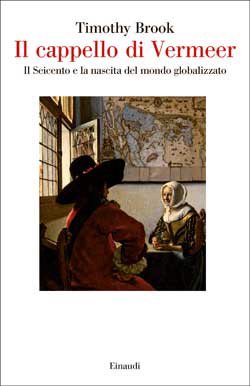 Timothy Brook
Il cappello di Vermeer
Il Seicento e la nascita del mondo globalizzato
Einaudi